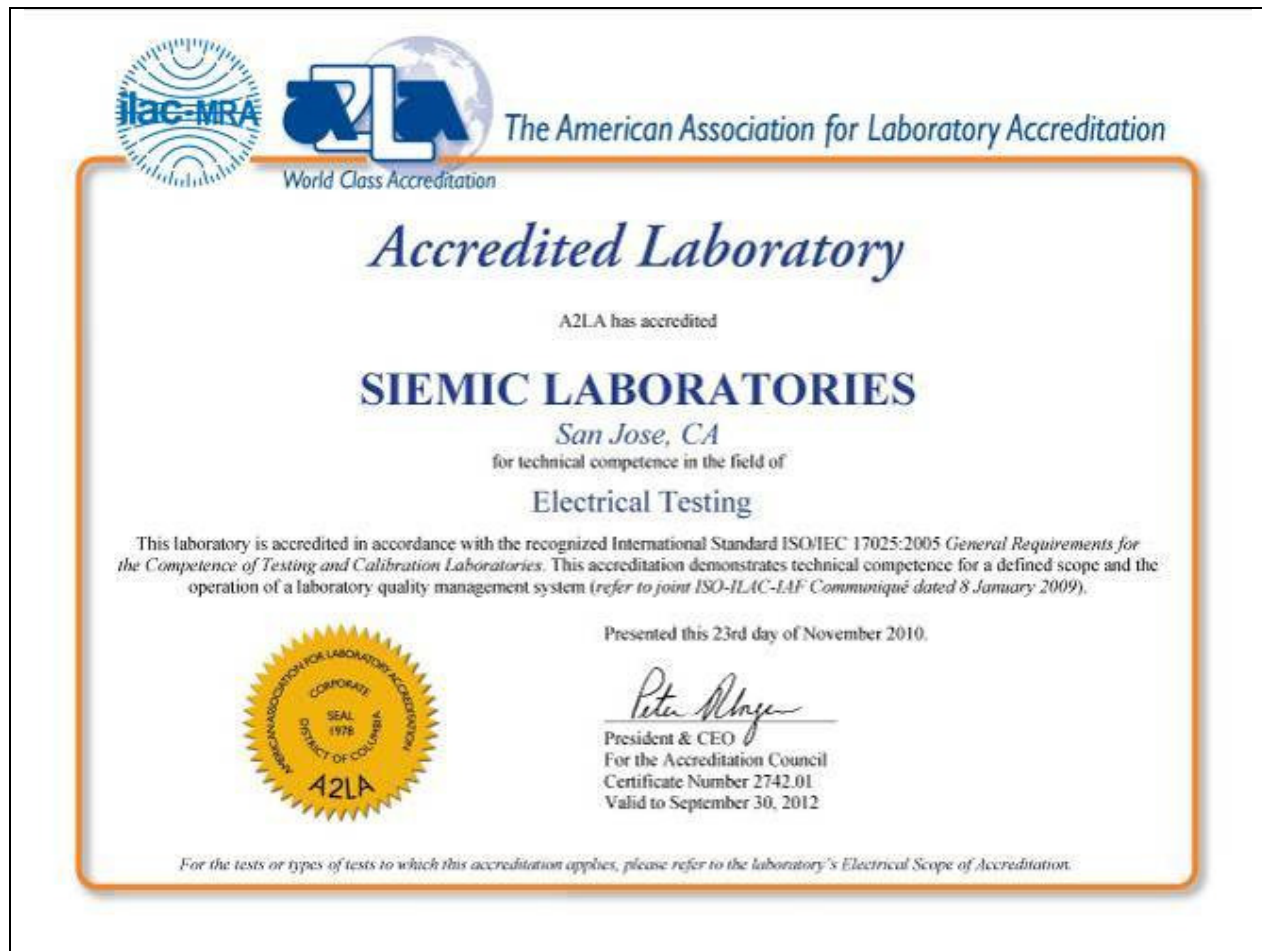 ilac-MRA
a2la
World Class Accreditation
The American Association for Laboratory Accreditation
Accredited Laboratory
A2LA has accredited
SIEMIC LABORATORIES
San Jose, CA
for technical competence in the field of
Electrical Testing
This laboratory is accredited in accordance with the recognized International Standard ISO/IEC 17025:2005 General Requirements for
the Competence of Testing and Calibration Laboratories. This accreditation demonstrates technical competence for a defined scope and the
operation of a laboratory quality management system (refer to joint ISO-ILAC-IAF Communiqué dated 8 January 2009).
Presented this 23rd day of November 2010.
AMERICAN ASSOCIATION FOR LABORATORY ACCREDITATION
CORPORATE
SEAL
1978
DISTRICT OF COLUMBIA
A2LA
President & CEO
For the Accreditation Council
Certificate Number 2742.01
Valid to September 30, 2012
For the tests or types of tests to which this accreditation applies, please refer to the laboratory's Electrical Scope of Accreditation.